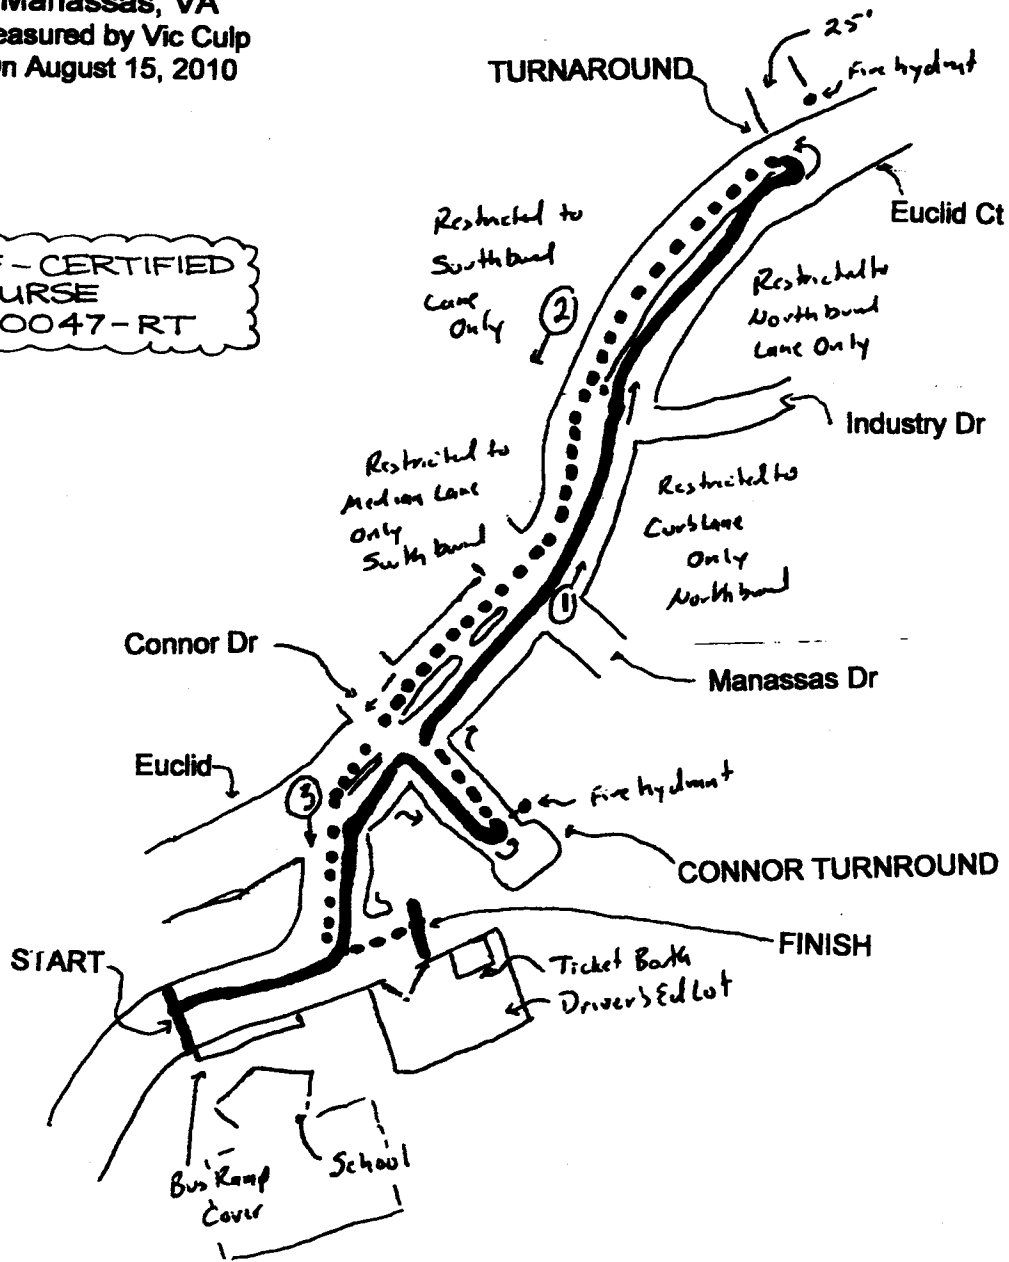 Manassas, VA
easured by Vic Culp
n August 15, 2010
25'
TURNAROUND
Fire hydrant
Euclid Ct
Restricted to
Southbound
Lane
Only
F-CERTIFIED
URSE
0047-RT
2
Restricted to
Northbound
Lane Only
Industry Dr
Restricted to
Median Lane
Only
Southbound
Restricted to
Curb Lane
Only
Northbound
1
Connor Dr
Manassas Dr
Euclid
3
Fire hydrant
CONNOR TURNROUND
START
FINISH
Ticket Booth
Driver's Ed Lot
Bus Ramp
Cover
School